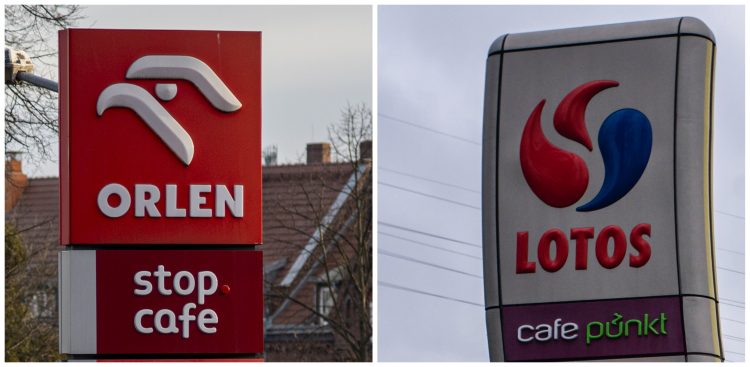 ORLEN
stop.
cafe
LOTOS
cafe punkt